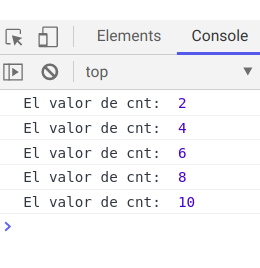 Elements Console
top
El valor de cnt: 2
El valor de cnt: 4
El valor de cnt: 6
El valor de cnt: 8
El valor de cnt: 10